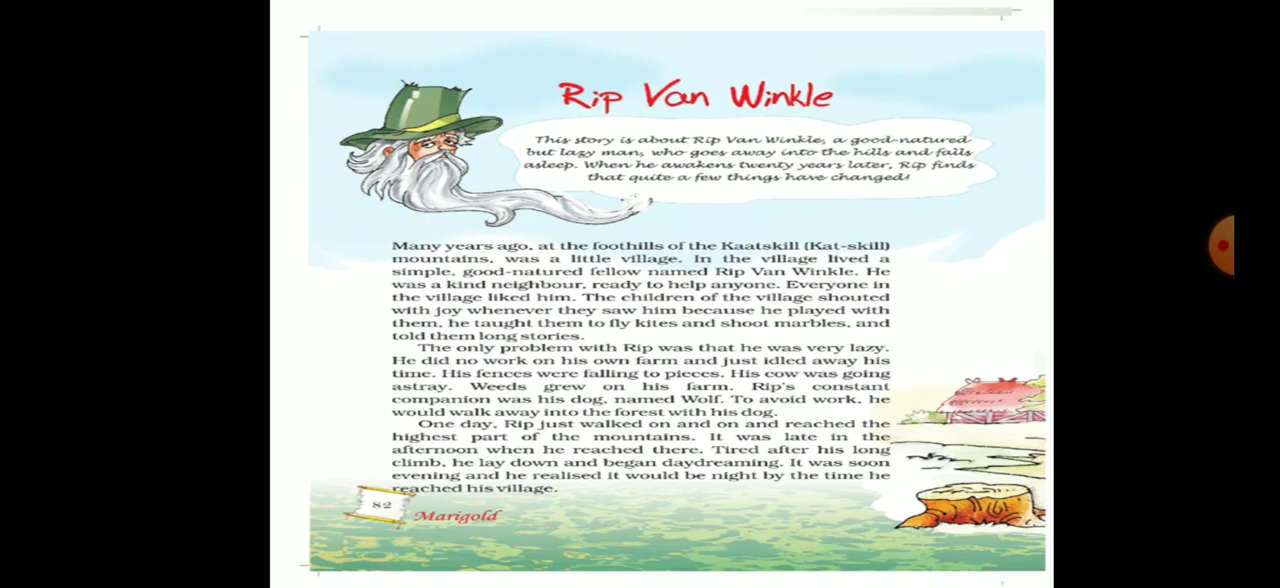 Rip Van Winkle
This story is about Rip Van Winkle, a good-natured
but lazy man, who goes away into the hills and falls
asleep. When he awakens twenty years later, Rip finds
that quite a few things have changed!
Many years ago, at the foothills of the Kaatskill (Kat-skill)
mountains, was a little village. In the village lived a
simple, good-natured fellow named Rip Van Winkle. He
was a kind neighbour, ready to help anyone. Everyone in
the village liked him. The children of the village shouted
with joy whenever they saw him because he played with
them, he taught them to fly kites and shoot marbles, and
told them long stories.
The only problem with Rip was that he was very lazy.
He did no work on his own farm and just idled away his
time. His fences were falling to pieces. His cow was going
astray. Weeds grew on his farm. Rip's constant
companion was his dog, named Wolf. To avoid work, he
would walk away into the forest with his dog.
One day, Rip just walked on and on and reached the
highest part of the mountains. It was late in the
afternoon when he reached there. Tired after his long
climb, he lay down and began daydreaming. It was soon
evening and he realised it would be night by the time he
reached his village.
82
Marigold